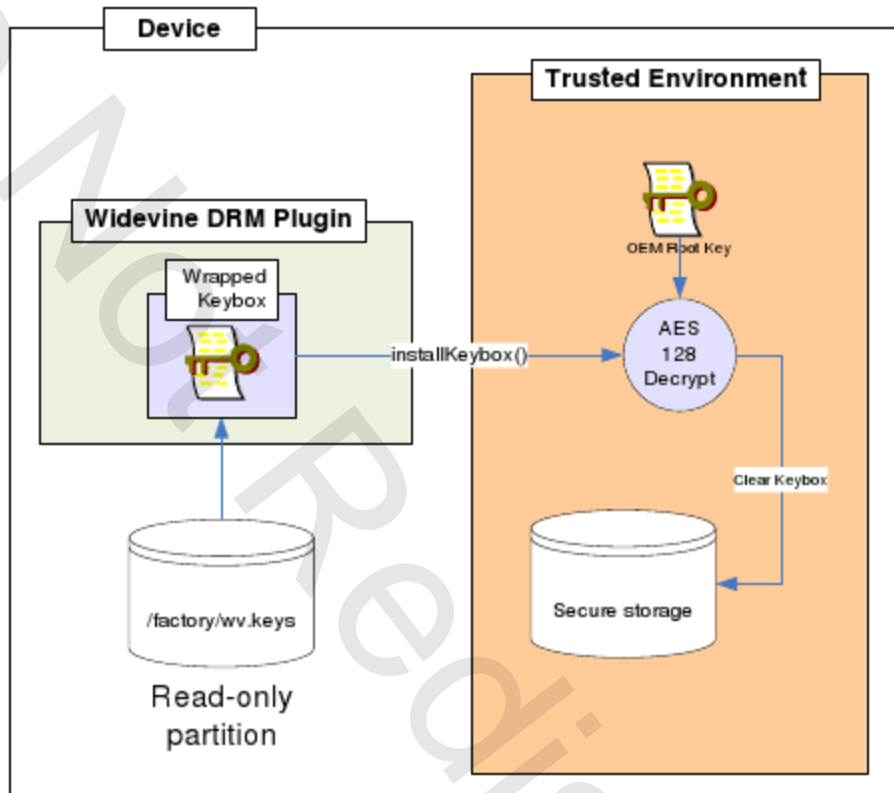 Device
Trusted Environment
OEM Root Key
Widevine DRM Plugin
Wrapped
Keybox
installKeybox()
AES
128
Decrypt
Clear Keybox
/factory/wv.keys
Secure storage
Read-only
partition
Not